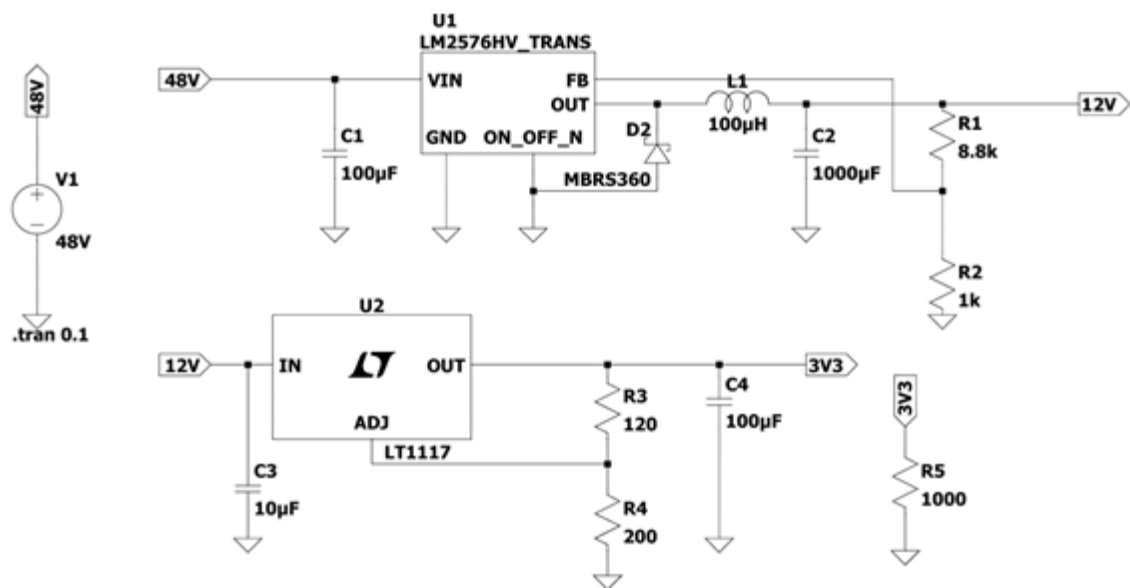 48V
V1
48V
.tran 0.1
48V
C1
100µF
U1
LM2576HV_TRANS
VIN
FB
OUT
GND
ON_OFF_N
D2
MBRS360
L1
100µH
C2
1000µF
12V
R1
8.8k
R2
1k
12V
C3
10µF
U2
IN
OUT
ADJ
LT1117
R3
120
R4
200
C4
100µF
3V3
3V3
R5
1000